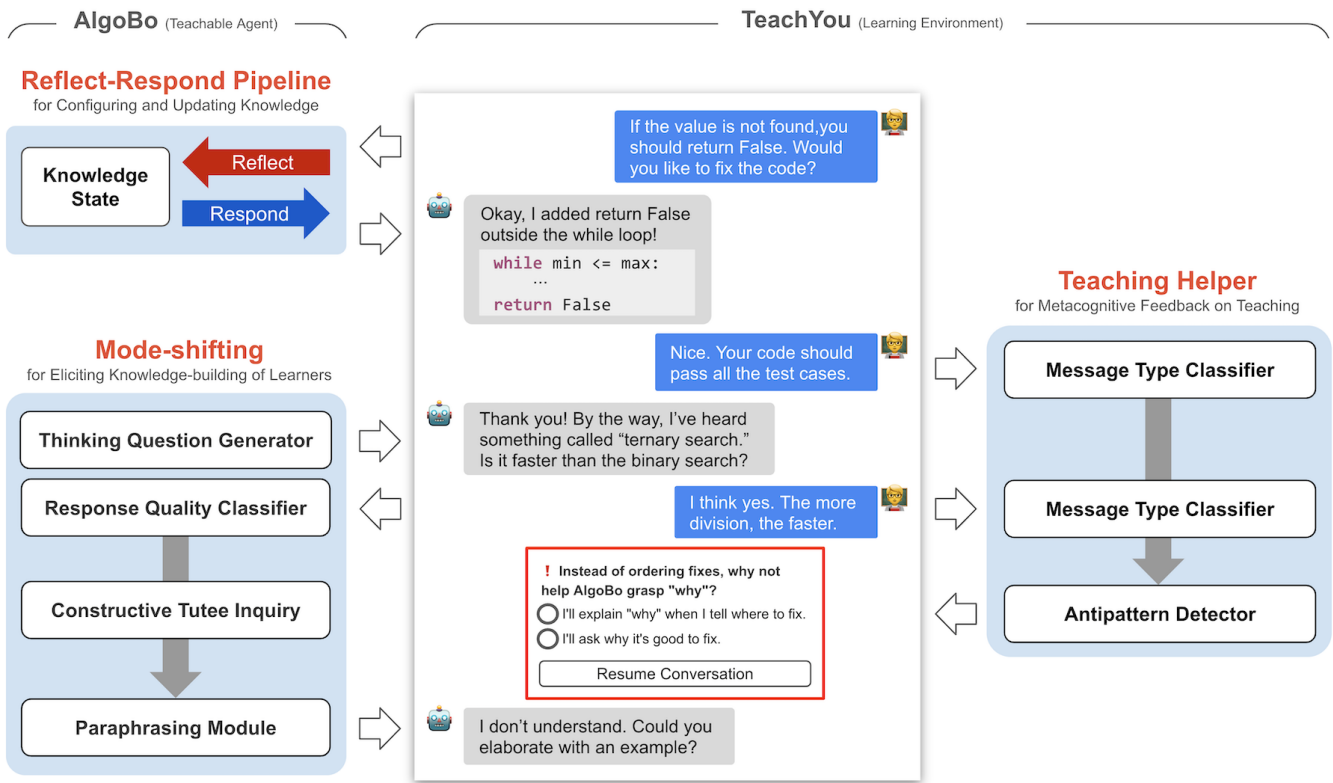 AlgoBo (Teachable Agent)
TeachYou (Learning Environment)
Reflect-Respond Pipeline
for Configuring and Updating Knowledge
Knowledge
State
Reflect
Respond
Mode-shifting
for Eliciting Knowledge-building of Learners
Thinking Question Generator
Response Quality Classifier
Constructive Tutee Inquiry
Paraphrasing Module
If the value is not found,you
should return False. Would
you like to fix the code?
Okay, I added return False
outside the while loop!
while min <= max:
...
return False
Nice. Your code should
pass all the test cases.
Thank you! By the way, I’ve heard
something called “ternary search.”
Is it faster than the binary search?
I think yes. The more
division, the faster.
! Instead of ordering fixes, why not
help AlgoBo grasp "why"?
I'll explain "why" when I tell where to fix.
I'll ask why it's good to fix.
Resume Conversation
I don’t understand. Could you
elaborate with an example?
Teaching Helper
for Metacognitive Feedback on Teaching
Message Type Classifier
Message Type Classifier
Antipattern Detector